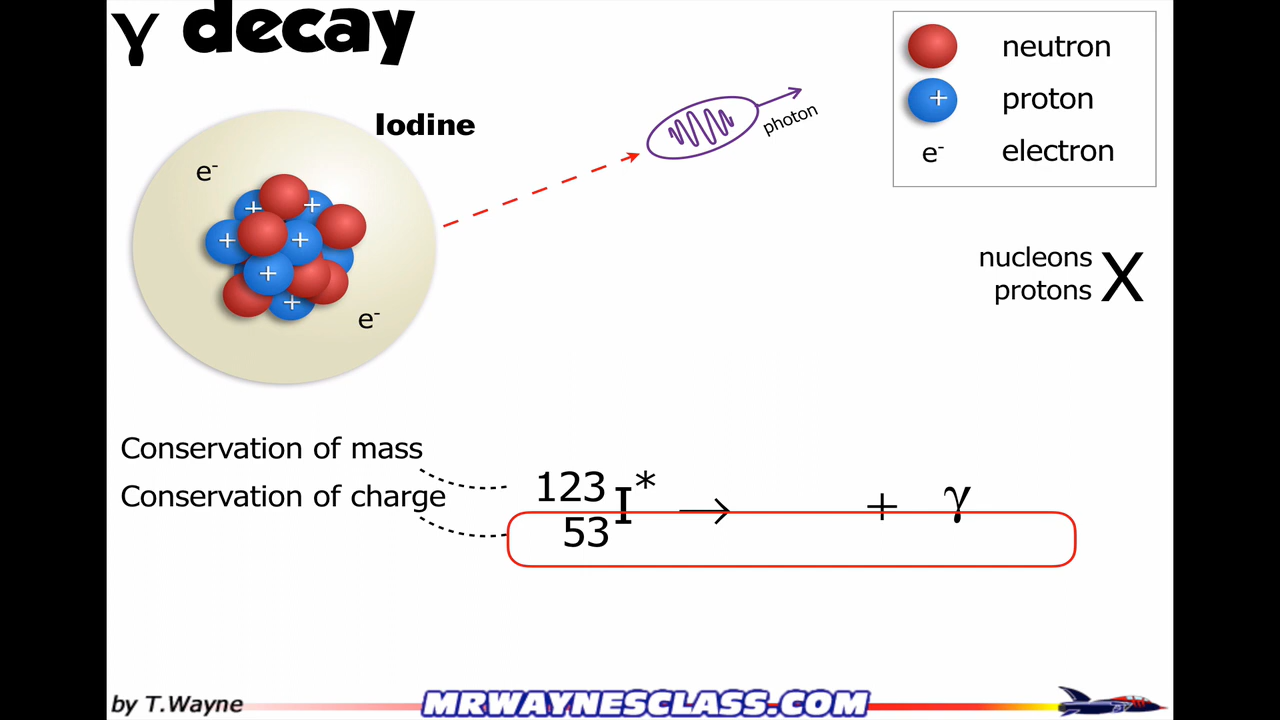 γ decay
neutron
+ proton
e⁻ electron
Iodine
photon
e⁻
+ +
+ +
+
+
e⁻
nucleons
protons X
Conservation of mass
Conservation of charge
123
53 I* → + γ
by T.Wayne
MRWAYNESCLASS.COM